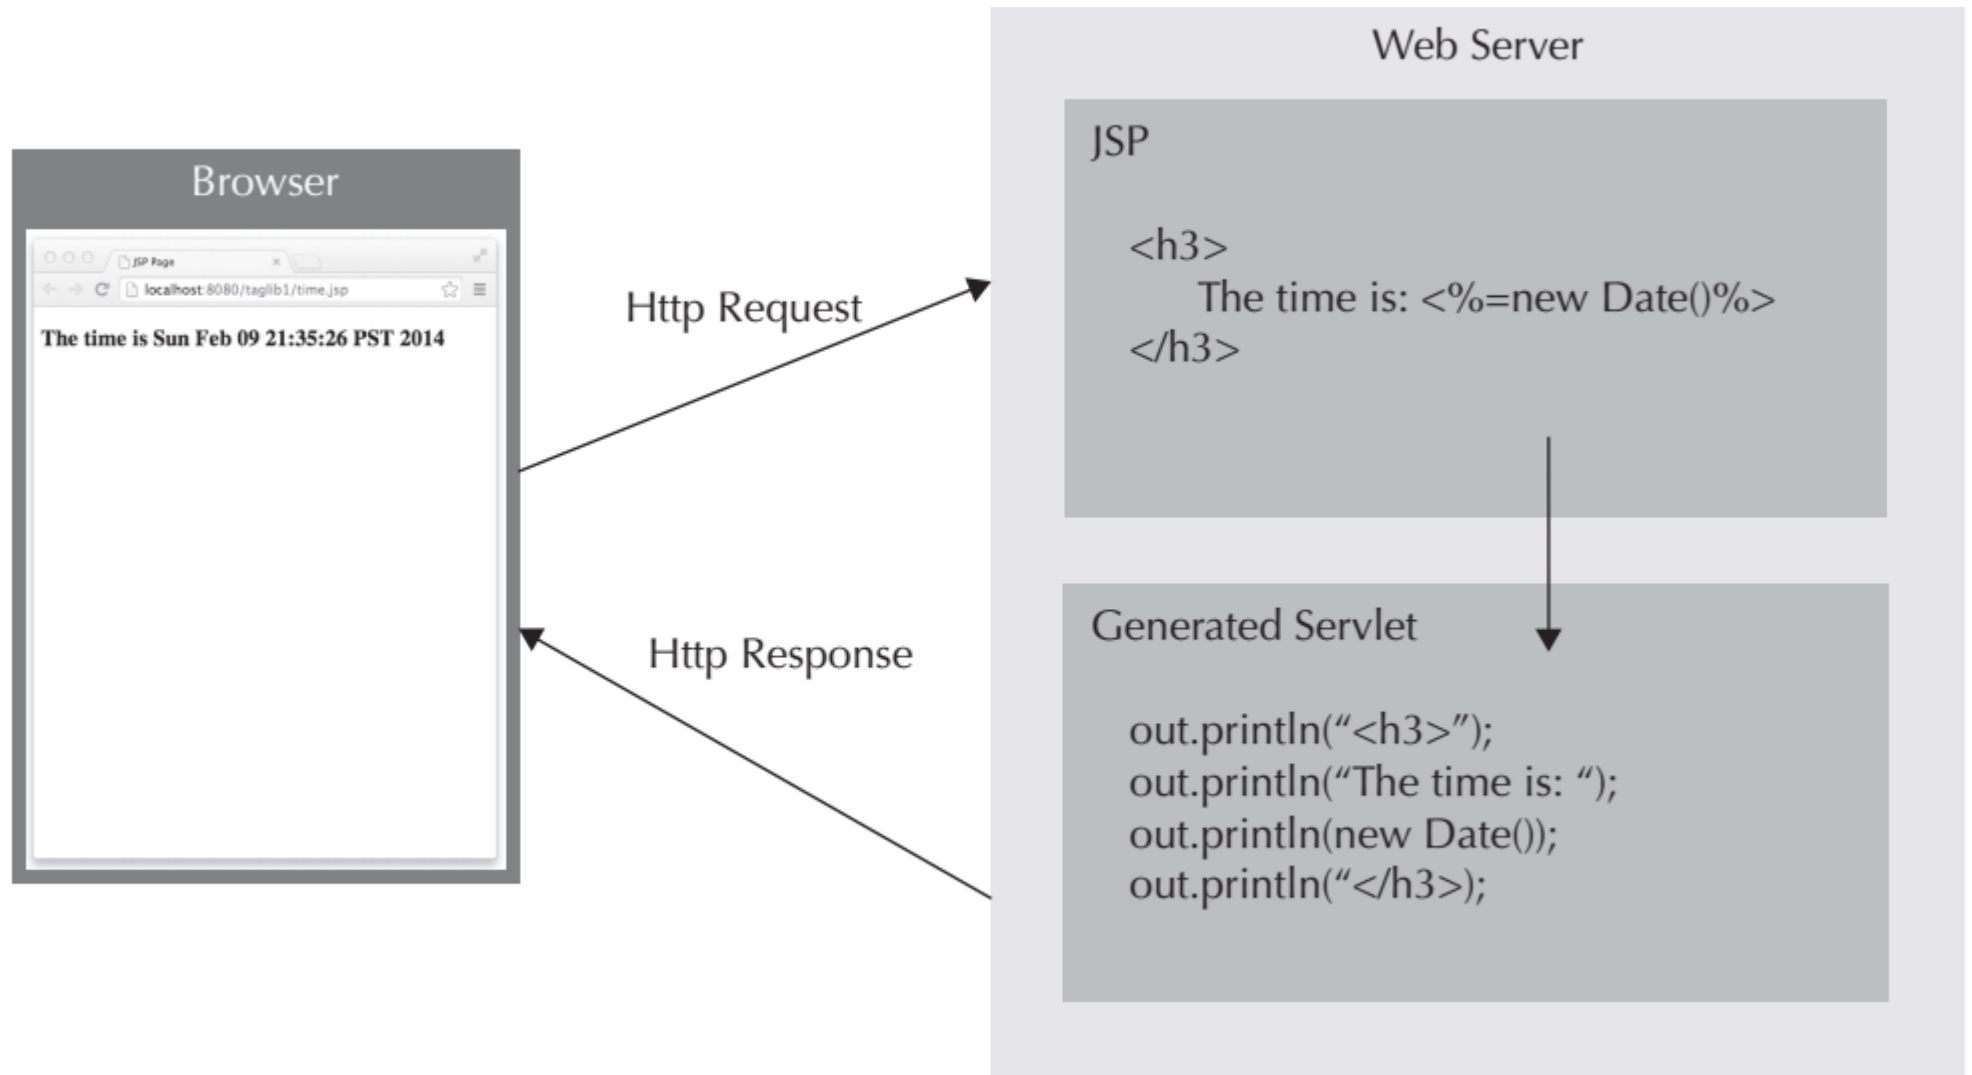 Web Server
JSP
<h3>
The time is: <%=new Date()%>
</h3>
Browser
JSP Page
localhost:8080/taglib1/time.jsp
The time is Sun Feb 09 21:35:26 PST 2014
Http Request
Http Response
Generated Servlet
out.println(“<h3>”);
out.println(“The time is: “);
out.println(new Date());
out.println(“</h3>);